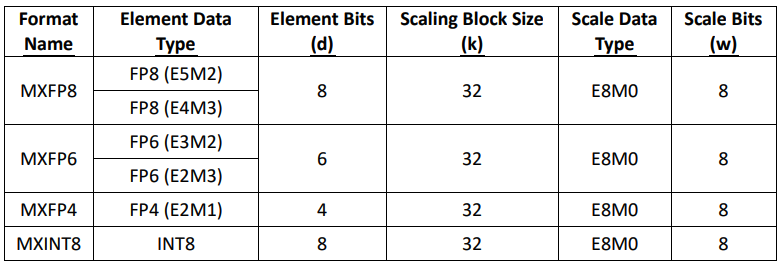 Format Name Element Data Type Element Bits (d) Scaling Block Size (k) Scale Data Type Scale Bits (w)
MXFP8 FP8 (E5M2) 8 32 E8M0 8
FP8 (E4M3)
MXFP6 FP6 (E3M2) 6 32 E8M0 8
FP6 (E2M3)
MXFP4 FP4 (E2M1) 4 32 E8M0 8
MXINT8 INT8 8 32 E8M0 8